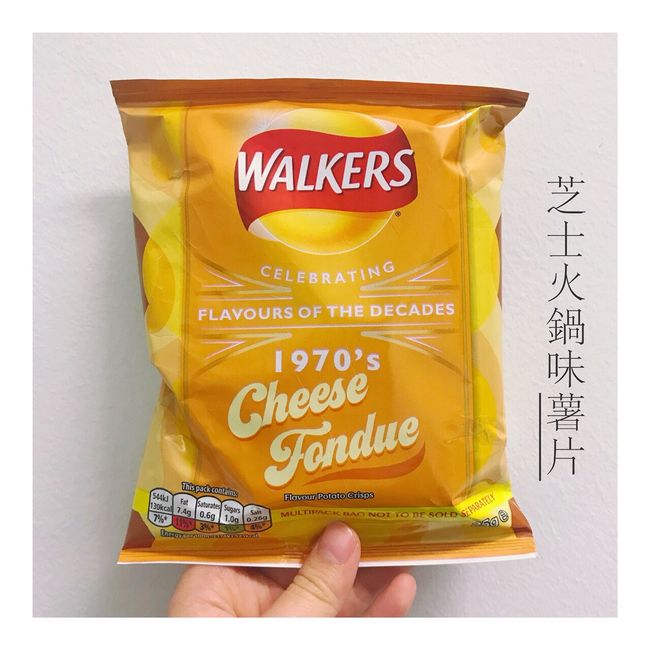 WALKERS
®
CELEBRATING
FLAVOURS OF THE DECADES
1970's
Cheese
Fondue
Flavour Potato Crisps
This pack contains:
544kJ
130kcal
7%*
Fat
7.4g
11%*
Saturates
0.6g
3%*
Sugars
1.0g
Salt
0.26g
4%*
MULTIPACK BAG NOT TO BE SOLD SEPARATELY
芝士火鍋味薯片